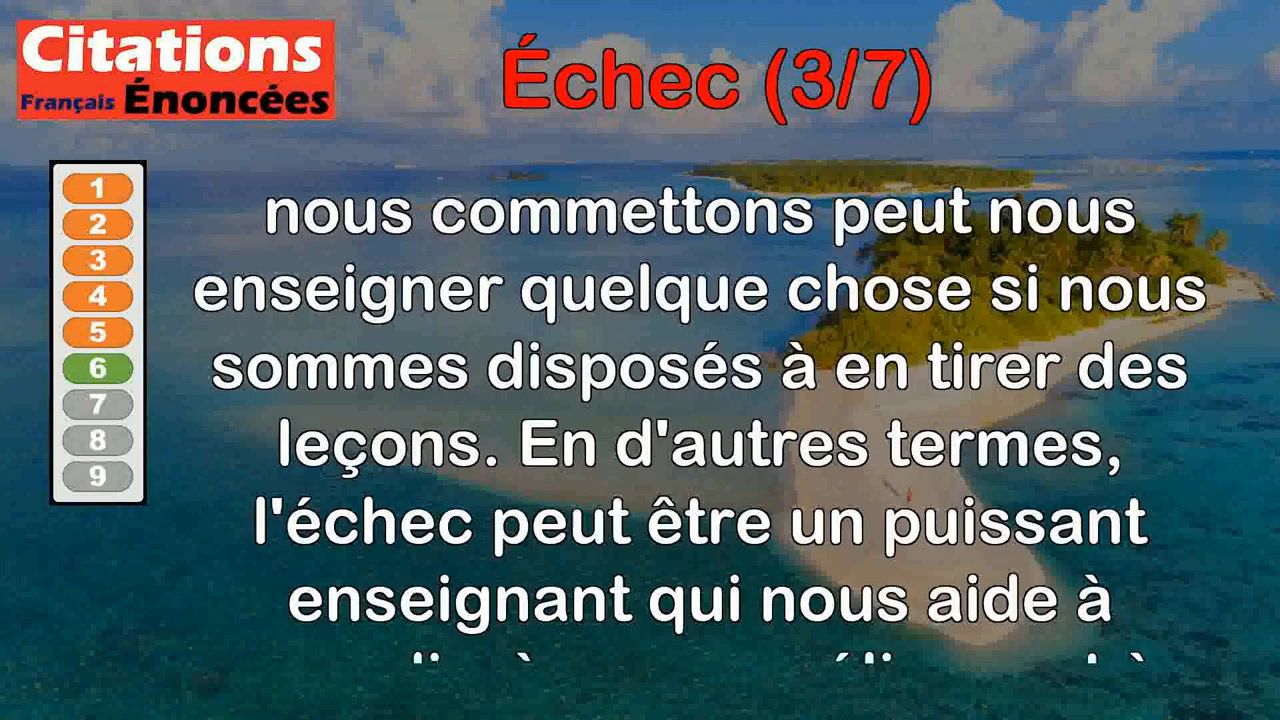 Citations
Français Énoncées
Échec (3/7)
1
2
3
4
5
6
7
8
9
nous commettons peut nous
enseigner quelque chose si nous
sommes disposés à en tirer des
leçons. En d'autres termes,
l'échec peut être un puissant
enseignant qui nous aide à